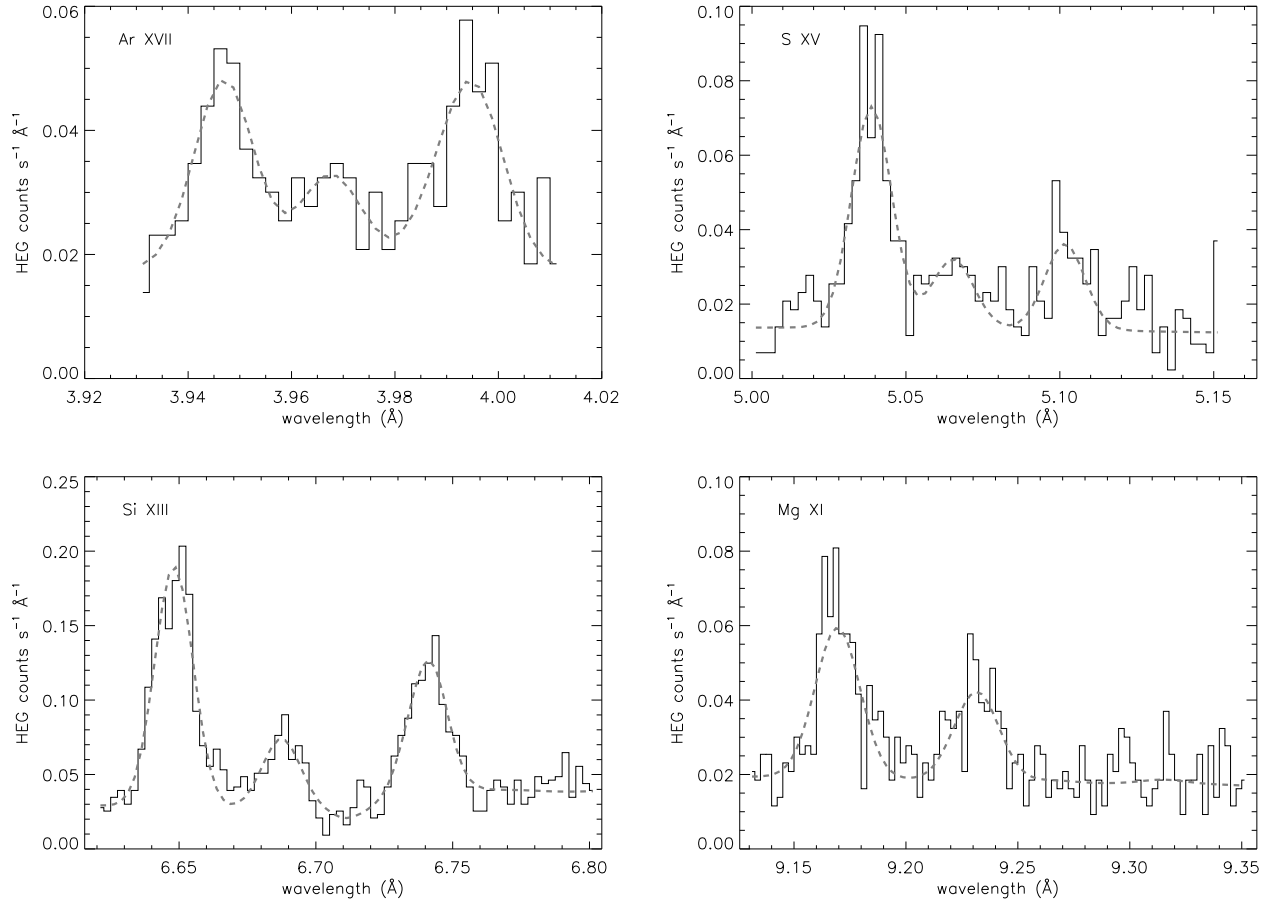 Ar XVII
HEG counts s⁻¹ Å⁻¹
0.06
0.04
0.02
0.00
3.92 3.94 3.96 3.98 4.00 4.02
wavelength (Å)
S XV
HEG counts s⁻¹ Å⁻¹
0.10
0.08
0.06
0.04
0.02
0.00
5.00 5.05 5.10 5.15
wavelength (Å)
Si XIII
HEG counts s⁻¹ Å⁻¹
0.25
0.20
0.15
0.10
0.05
0.00
6.65 6.70 6.75 6.80
wavelength (Å)
Mg XI
HEG counts s⁻¹ Å⁻¹
0.10
0.08
0.06
0.04
0.02
0.00
9.15 9.20 9.25 9.30 9.35
wavelength (Å)